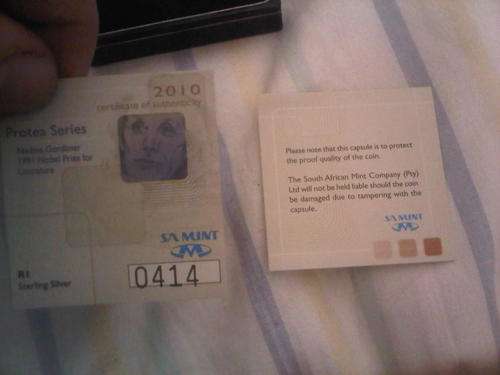 2010
certificate of authenticity
Protea Series
Nadine Gordimer
1991 Nobel Prize for
Literature
SA MINT
R1
Sterling Silver
0414
Please note that this capsule is to protect
the proof quality of the coin.
The South African Mint Company (Pty)
Ltd will not be held liable should the coin
be damaged due to tampering with the
capsule.
SA MINT